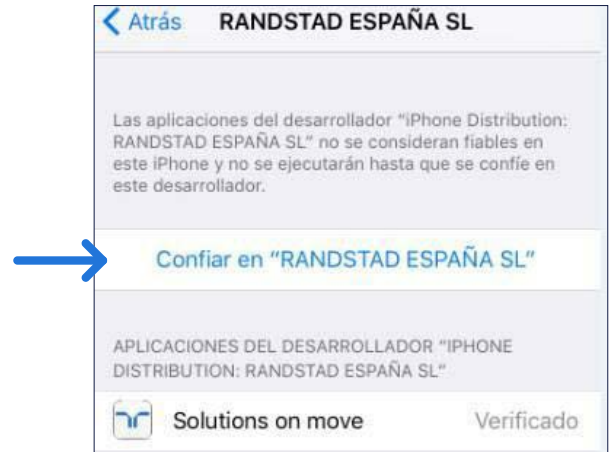 Atrás RANDSTAD ESPAÑA SL
Las aplicaciones del desarrollador “iPhone Distribution:
RANDSTAD ESPAÑA SL” no se consideran fiables en
este iPhone y no se ejecutarán hasta que se confíe en
este desarrollador.
Confiar en “RANDSTAD ESPAÑA SL”
APLICACIONES DEL DESARROLLADOR “IPHONE
DISTRIBUTION: RANDSTAD ESPAÑA SL”
Solutions on move Verificado